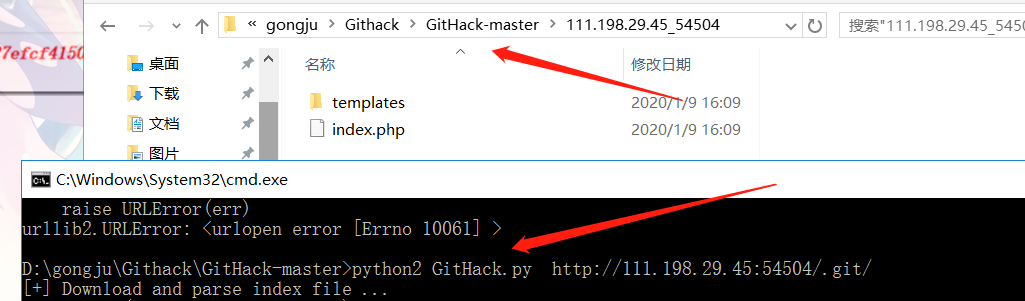 « gongju › Githack › GitHack-master › 111.198.29.45_54504
搜索"111.198.29.45_5450
7efcf4150
名称 修改日期
桌面
下载
文档
图片
templates 2020/1/9 16:09
index.php 2020/1/9 16:09
C:\Windows\System32\cmd.exe
raise URLError(err)
urllib2.URLError: <urlopen error [Errno 10061] >
D:\gongju\Githack\GitHack-master>python2 GitHack.py http://111.198.29.45:54504/.git/
[+] Download and parse index file ...